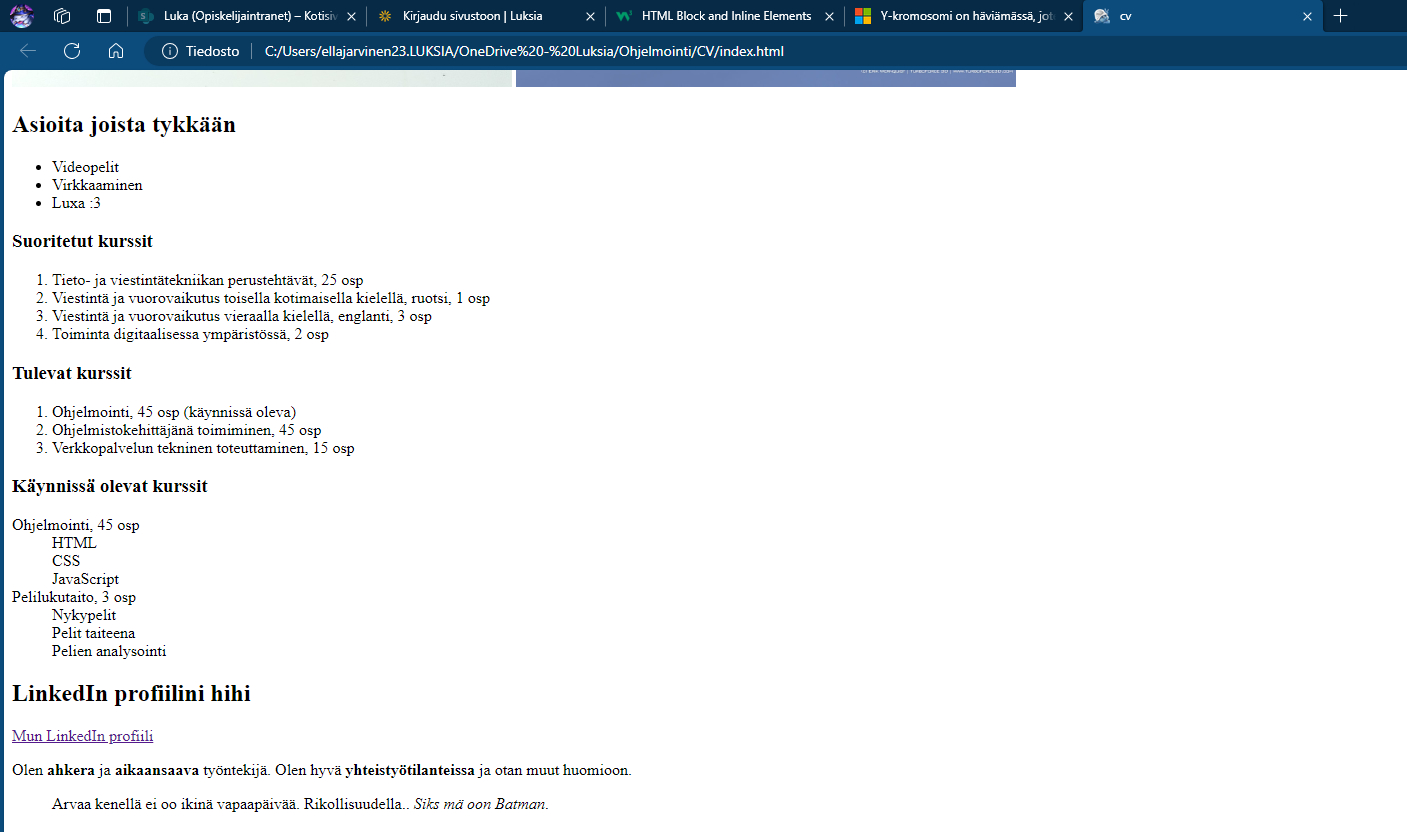 Luka (Opiskelijaintranet) – Kotisiv
Kirjaudu sivustoon | Luksia
HTML Block and Inline Elements
Y-kromosomi on häviämässä, jot
cv
Tiedosto
C:/Users/ellajarvinen23.LUKSIA/OneDrive%20-%20Luksia/Ohjelmointi/CV/index.html
Asioita joista tykkään
• Videopelit
• Virkkaaminen
• Luxa :3
Suoritetut kurssit
1. Tieto- ja viestintätekniikan perustehtävät, 25 osp
2. Viestintä ja vuorovaikutus toisella kotimaisella kielellä, ruotsi, 1 osp
3. Viestintä ja vuorovaikutus vieraalla kielellä, englanti, 3 osp
4. Toiminta digitaalisessa ympäristössä, 2 osp
Tulevat kurssit
1. Ohjelmointi, 45 osp (käynnissä oleva)
2. Ohjelmistokehittäjänä toimiminen, 45 osp
3. Verkkopalvelun tekninen toteuttaminen, 15 osp
Käynnissä olevat kurssit
Ohjelmointi, 45 osp
HTML
CSS
JavaScript
Pelilukutaito, 3 osp
Nykypelit
Pelit taiteena
Pelien analysointi
LinkedIn profiilini hihi
Mun LinkedIn profiili
Olen ahkera ja aikaansaava työntekijä. Olen hyvä yhteistyötilanteissa ja otan muut huomioon.
Arvaa kenellä ei oo ikinä vapaapäivää. Rikollisuudella.. Siks mä oon Batman.